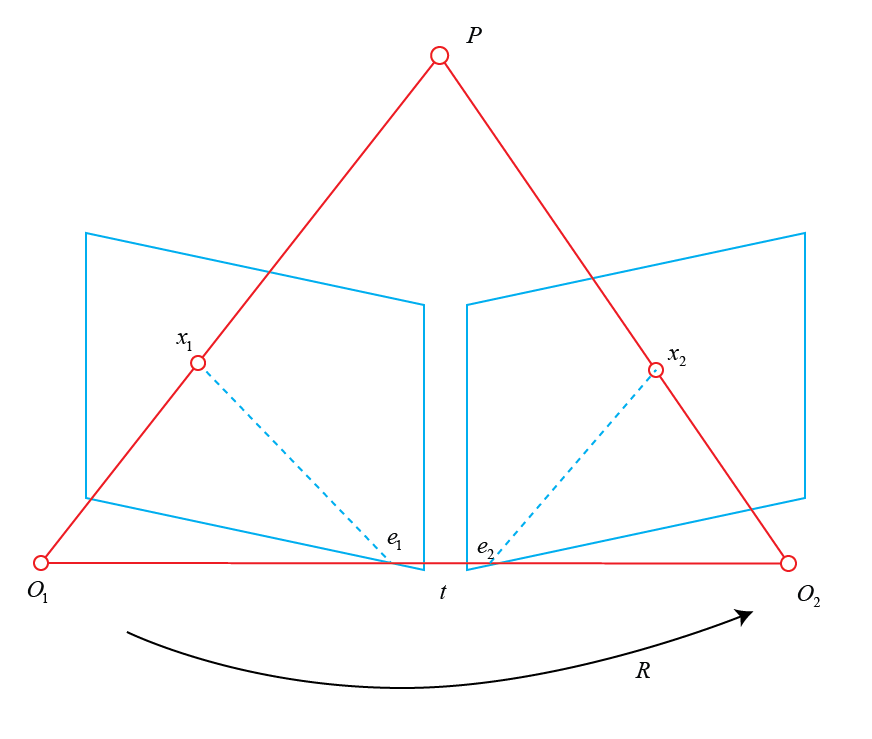 P
x₁
x₂
e₁
e₂
O₁
t
O₂
R